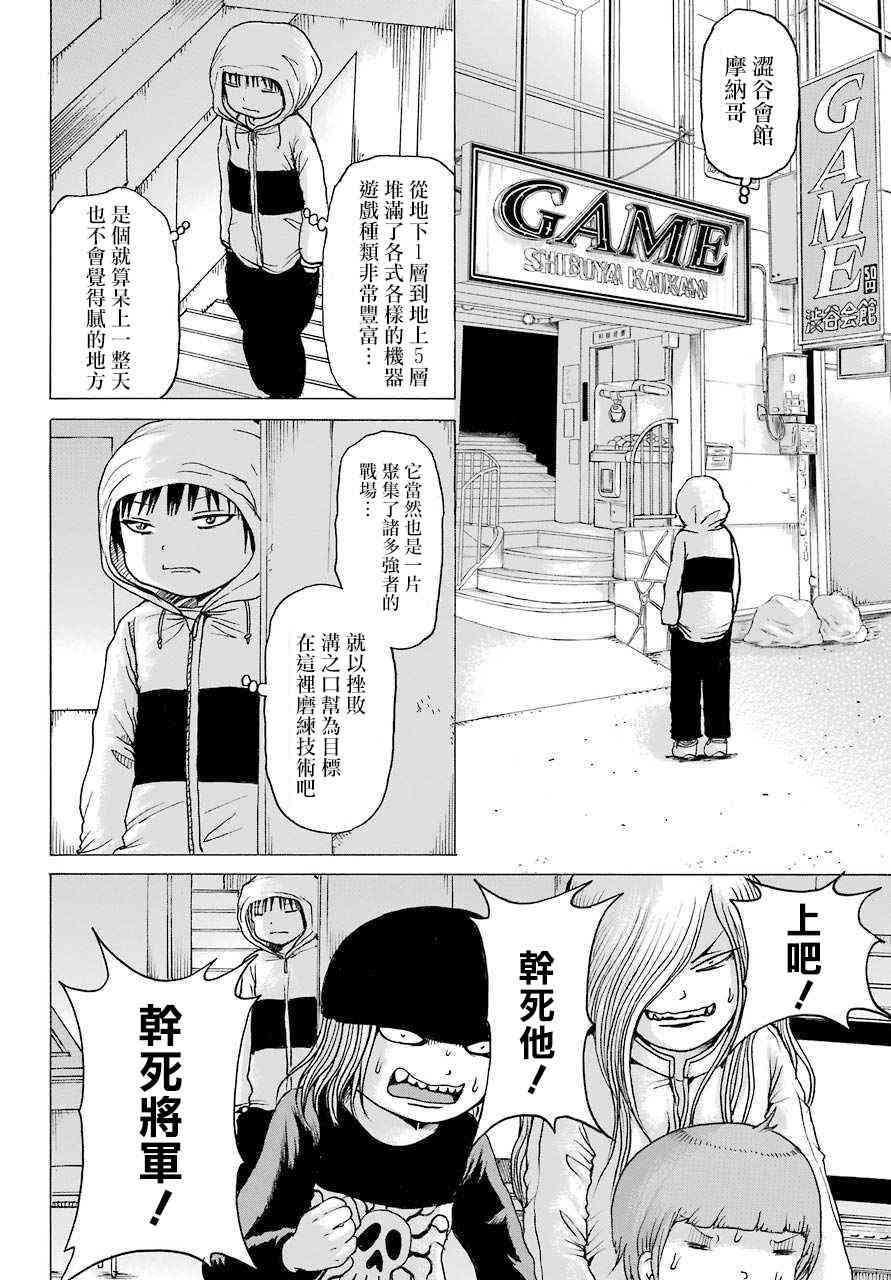 澀谷會館
摩納哥
GAME
50円
渋谷会館
GAME
SHIBUYA KAIKAN
從地下1層到地上5層
堆滿了各式各樣的機器
遊戲種類非常豐富…
是個就算呆上一整天
也不會覺得膩的地方
它當然也是一片
聚集了諸多強者的
戰場…
就以挫敗
溝之口幫為目標
在這裡磨練技術吧
上吧！
幹死他！
幹死將軍！